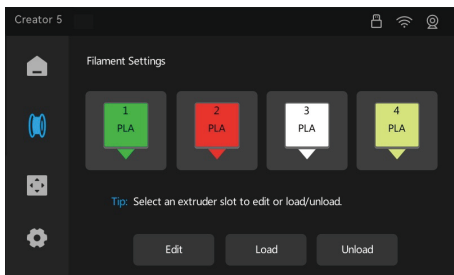 Creator 5
Filament Settings
1 2 3 4
PLA PLA PLA PLA
Tip: Select an extruder slot to edit or load/unload.
Edit Load Unload